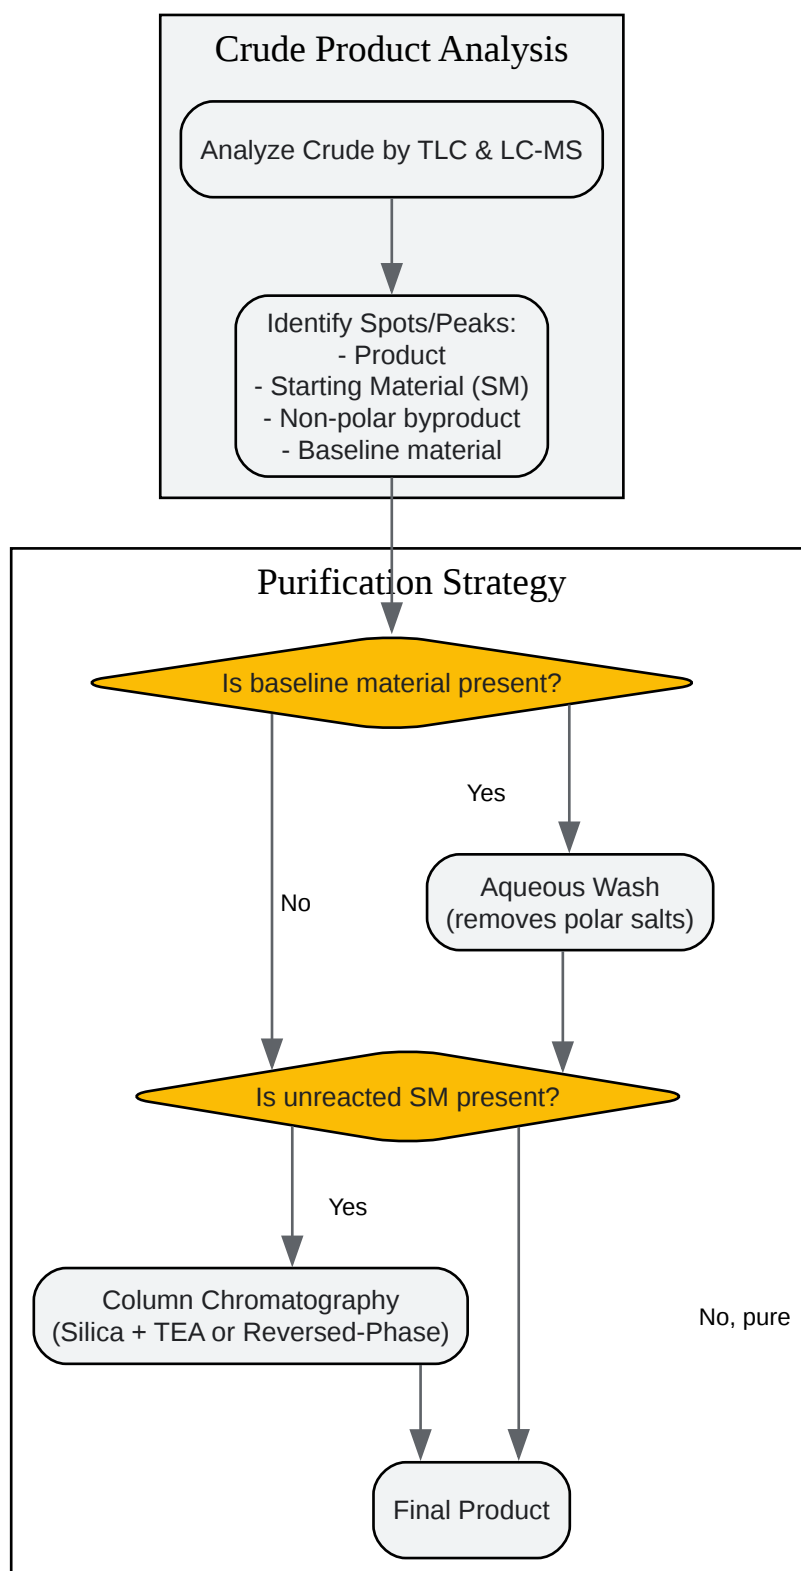 Crude Product Analysis
Analyze Crude by TLC & LC-MS
Identify Spots/Peaks:
- Product
- Starting Material (SM)
- Non-polar byproduct
- Baseline material
Purification Strategy
Is baseline material present?
Yes
Aqueous Wash
(removes polar salts)
No
Is unreacted SM present?
Yes
Column Chromatography
(Silica + TEA or Reversed-Phase)
No, pure
Final Product